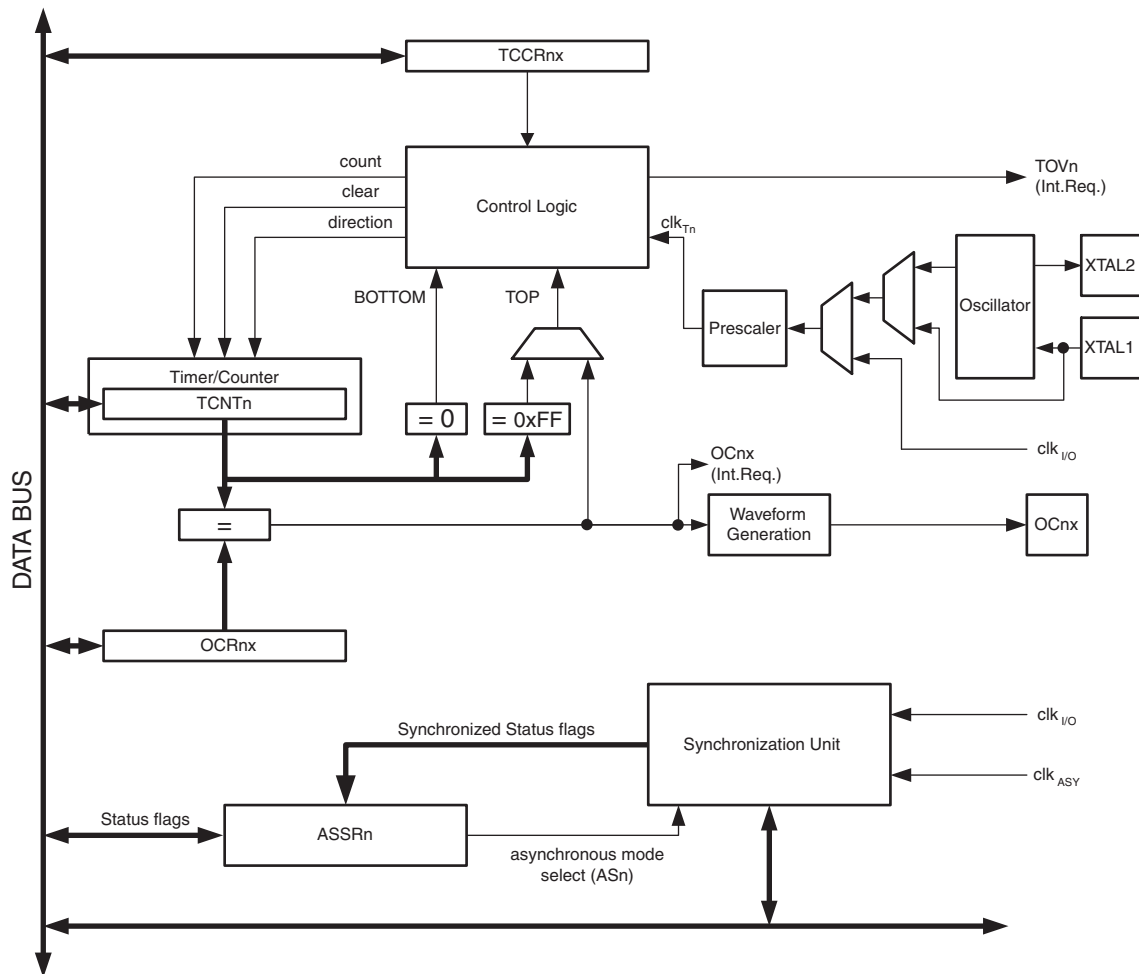 TCCRnx
count
clear
direction
Control Logic
TOVn
(Int.Req.)
clkTn
BOTTOM
TOP
Prescaler
Oscillator
XTAL2
XTAL1
Timer/Counter
TCNTn
= 0
= 0xFF
clkI/O
OCnx
(Int.Req.)
=
Waveform
Generation
OCnx
DATA BUS
OCRnx
Synchronized Status flags
Synchronization Unit
clkI/O
clkASY
Status flags
ASSRn
asynchronous mode
select (ASn)